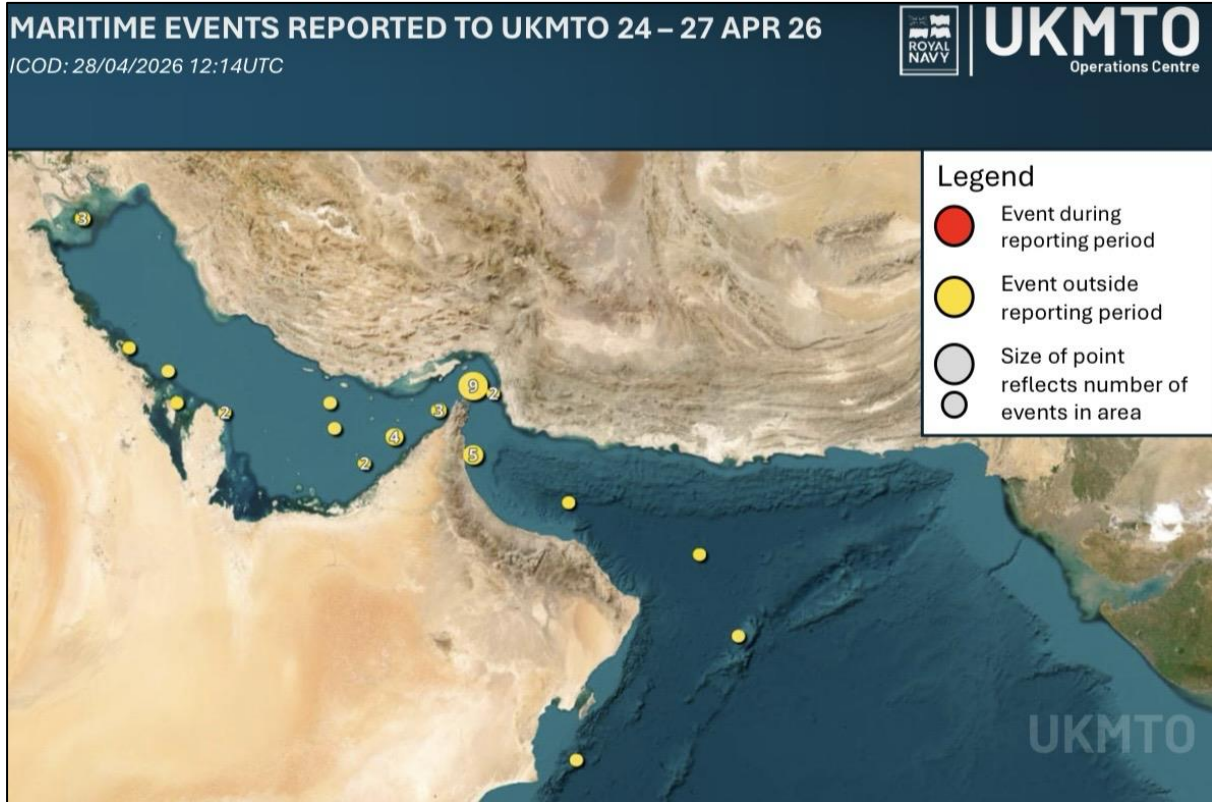 MARITIME EVENTS REPORTED TO UKMTO 24 – 27 APR 26
ICOD: 28/04/2026 12:14UTC
ROYAL
NAVY
UKMTO
Operations Centre
Legend
Event during
reporting period
Event outside
reporting period
Size of point
reflects number of
events in area
3
9
2
3
2
4
5
2
UKMTO